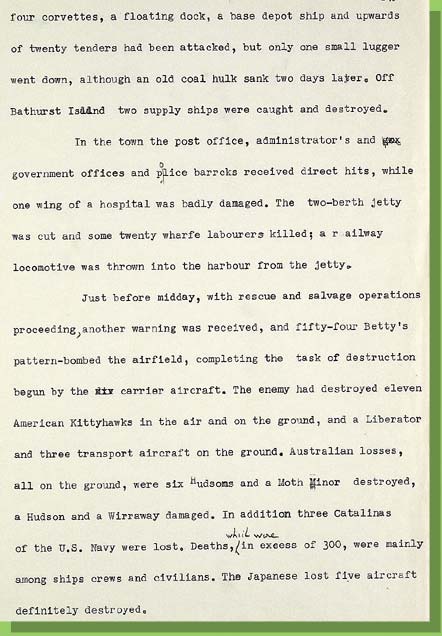 four corvettes, a floating dock, a base depot ship and upwards
of twenty tenders had been attacked, but only one small lugger
went down, although an old coal hulk sank two days later. Off
Bathurst Island two supply ships were caught and destroyed.
In the town the post office, administrator's and
government offices and police barrcks received direct hits, while
one wing of a hospital was badly damaged. The two-berth jetty
was cut and some twenty wharfe labourers killed; a r ailway
locomotive was thrown into the harbour from the jetty.
Just before midday, with rescue and salvage operations
proceeding, another warning was received, and fifty-four Betty's
pattern-bombed the airfield, completing the task of destruction
begun by the carrier aircraft. The enemy had destroyed eleven
American Kittyhawks in the air and on the ground, and a Liberator
and three transport aircraft on the ground. Australian losses,
all on the ground, were six Hudsons and a Moth Minor destroyed,
a Hudson and a Wirraway damaged. In addition three Catalinas
of the U.S. Navy were lost. Deaths, which were in excess of 300, were mainly
among ships crews and civilians. The Japanese lost five aircraft
definitely destroyed.